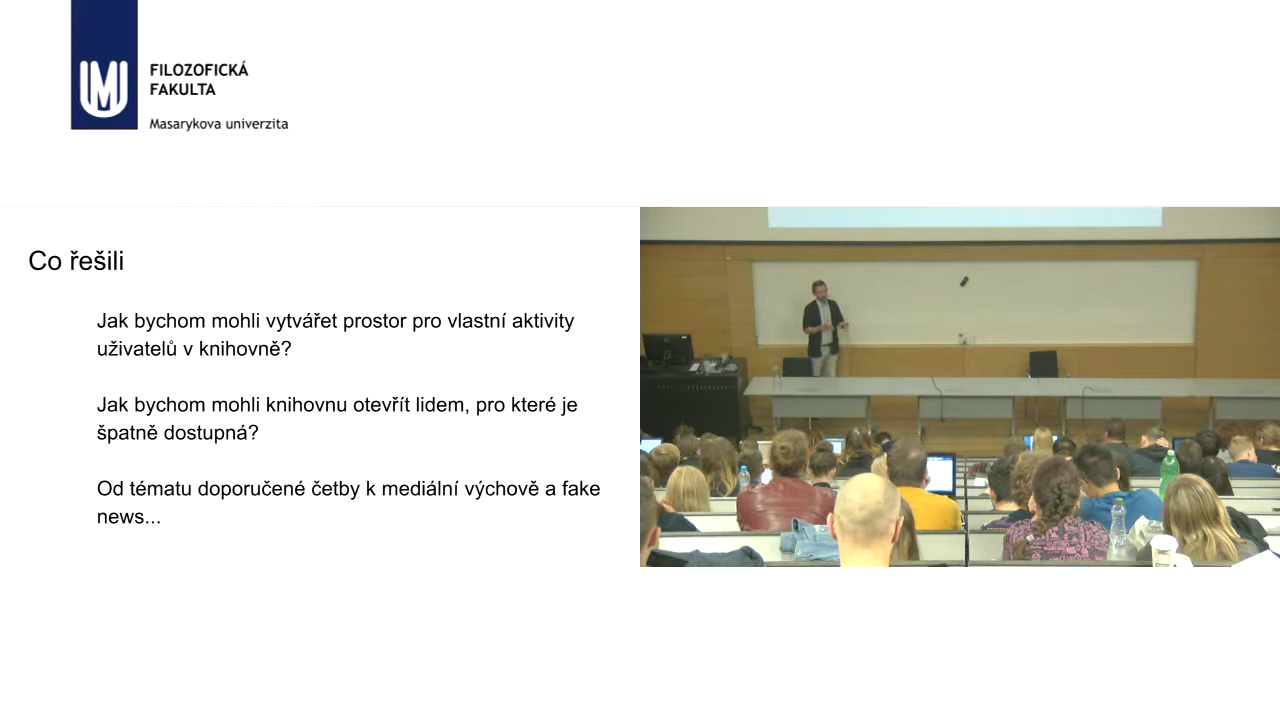 FILOZOFICKÁ
FAKULTA
Masarykova univerzita
Co řešili
Jak bychom mohli vytvářet prostor pro vlastní aktivity
uživatelů v knihovně?
Jak bychom mohli knihovnu otevřít lidem, pro které je
špatně dostupná?
Od tématu doporučené četby k mediální výchově a fake
news...